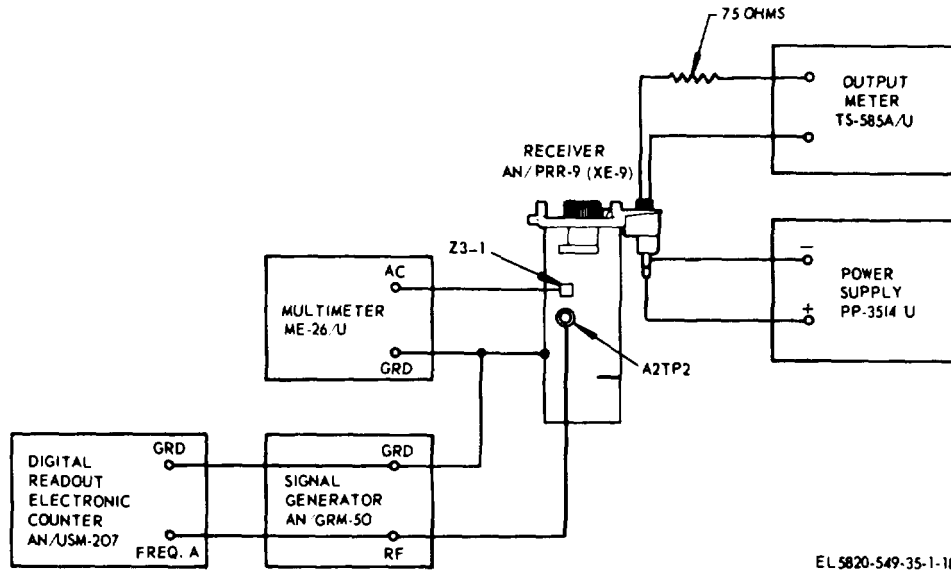 75 OHMS
OUTPUT
METER
TS-585A/U
RECEIVER
AN/PRR-9 (XE-9)
Z3-1
AC
MULTIMETER
ME-26/U
GRD
−
POWER
SUPPLY
PP-3514 U
+
A2TP2
GRD
DIGITAL
READOUT
ELECTRONIC
COUNTER
AN/USM-207
FREQ. A
GRD
SIGNAL
GENERATOR
AN/GRM-50
RF